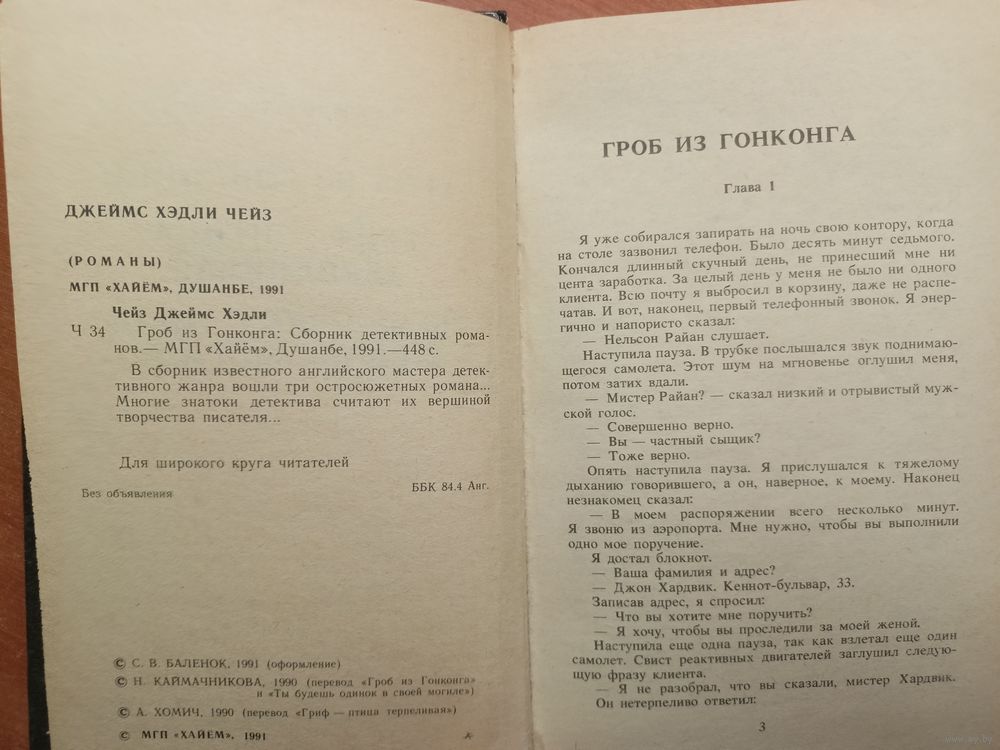 ДЖЕЙМС ХЭДЛИ ЧЕЙЗ
(РОМАНЫ)
МГП «ХАЙЁМ», ДУШАНБЕ, 1991
Чейз Джеймс Хэдли
Ч 34 Гроб из Гонконга: Сборник детективных рома-
нов.— МГП «Хайём», Душанбе, 1991.—448 с.
В сборник известного английского мастера детек-
тивного жанра вошли три остросюжетных романа...
Многие знатоки детектива считают их вершиной
творчества писателя...
Для широкого круга читателей
Без объявления
ББК 84.4 Анг.
© С. В. БАЛЕНОК, 1991 (оформление)
© Н. КАЙМАЧНИКОВА, 1990 (перевод «Гроб из Гонконга»
и «Ты будешь одинок в своей могиле»)
© А. ХОМИЧ, 1990 (перевод «Гриф — птица терпеливая»)
© МГП «ХАЙЁМ», 1991
ГРОБ ИЗ ГОНКОНГА
Глава 1
Я уже собирался запирать на ночь свою контору, когда
на столе зазвонил телефон. Было десять минут седьмого.
Кончался длинный скучный день, не принесший мне ни
цента заработка. За целый день у меня не было ни одного
клиента. Всю почту я выбросил в корзину, даже не распе-
чатав. И вот, наконец, первый телефонный звонок. Я энер-
гично и напористо сказал:
— Нельсон Райан слушает.
Наступила пауза. В трубке послышался звук поднимаю-
щегося самолета. Этот шум на мгновенье оглушил меня,
потом затих вдали.
— Мистер Райан? — сказал низкий и отрывистый муж-
ской голос.
— Совершенно верно.
— Вы — частный сыщик?
— Тоже верно.
Опять наступила пауза. Я прислушался к тяжелому
дыханию говорившего, а он, наверное, к моему. Наконец
незнакомец сказал:
— В моем распоряжении всего несколько минут.
Я звоню из аэропорта. Мне нужно, чтобы вы выполнили
одно мое поручение.
Я достал блокнот.
— Ваша фамилия и адрес?
— Джон Хардвик. Кеннот-бульвар, 33.
Записав адрес, я спросил:
— Что вы хотите мне поручить?
— Я хочу, чтобы вы проследили за моей женой.
Наступила еще одна пауза, так как взлетал еще один
самолет. Свист реактивных двигателей заглушил следую-
щую фразу клиента.
— Я не разобрал, что вы сказали, мистер Хардвик.
Он нетерпеливо ответил:
3
www.ay.by